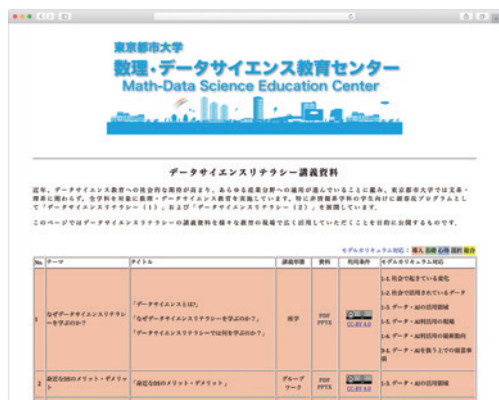 東京都市大学
数理・データサイエンス教育センター
Math-Data Science Education Center
データサイエンスリテラシー講義資料
近年、データサイエンス教育への社会的な期待が高まり、あらゆる産業分野への適用が進んでいることに鑑み、東京都市大学では文系・
理系に関わらず、全学科を対象に数理・データサイエンス教育を実施しています。特に非情報系学科の学生向けに
て「データサイエンスリテラシー（1）」および「データサイエンスリテラシー（2）」を展開しています。
このページではデータサイエンスリテラシーの講義資料を様々な教育の現場で広く活用していただくことを目的に公開するものです。
モデルカリキュラム対応：導入 基礎 心得 選択 総合
No. テーマ タイトル 講義形態 資料 利用条件 モデルカリキュラム対応
1 なぜデータサイエンスリテラシーを学ぶのか？
「データサイエンスとは?」
「なぜデータサイエンスリテラシーを学ぶのか？」
「データサイエンスリテラシーでは何を学ぶのか？」
座学
PDF
PPTX
CC-BY 4.0
1-1. 社会で起きている変化
1-2. 社会で活用されているデータ
1-3. データ・AIの活用領域
1-5. データ・AI利活用の現場
1-6. データ・AI利活用の最新動向
3-1. データ・AIを扱う上での留意事項
2 身近なDSのメリット・デメリット
「身近なDSのメリット・デメリット」
グループ
ワーク
PDF
PPTX
CC-BY 4.0
1-3. データ・AIの活用領域